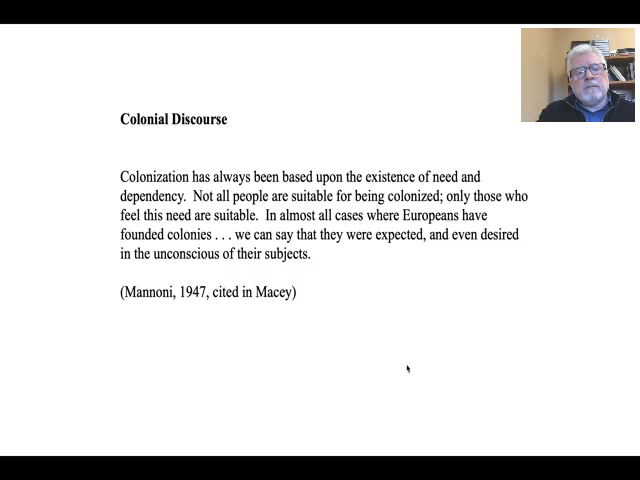 Colonial Discourse
Colonization has always been based upon the existence of need and
dependency.  Not all people are suitable for being colonized; only those who
feel this need are suitable.  In almost all cases where Europeans have
founded colonies . . . we can say that they were expected, and even desired
in the unconscious of their subjects.
(Mannoni, 1947, cited in Macey)